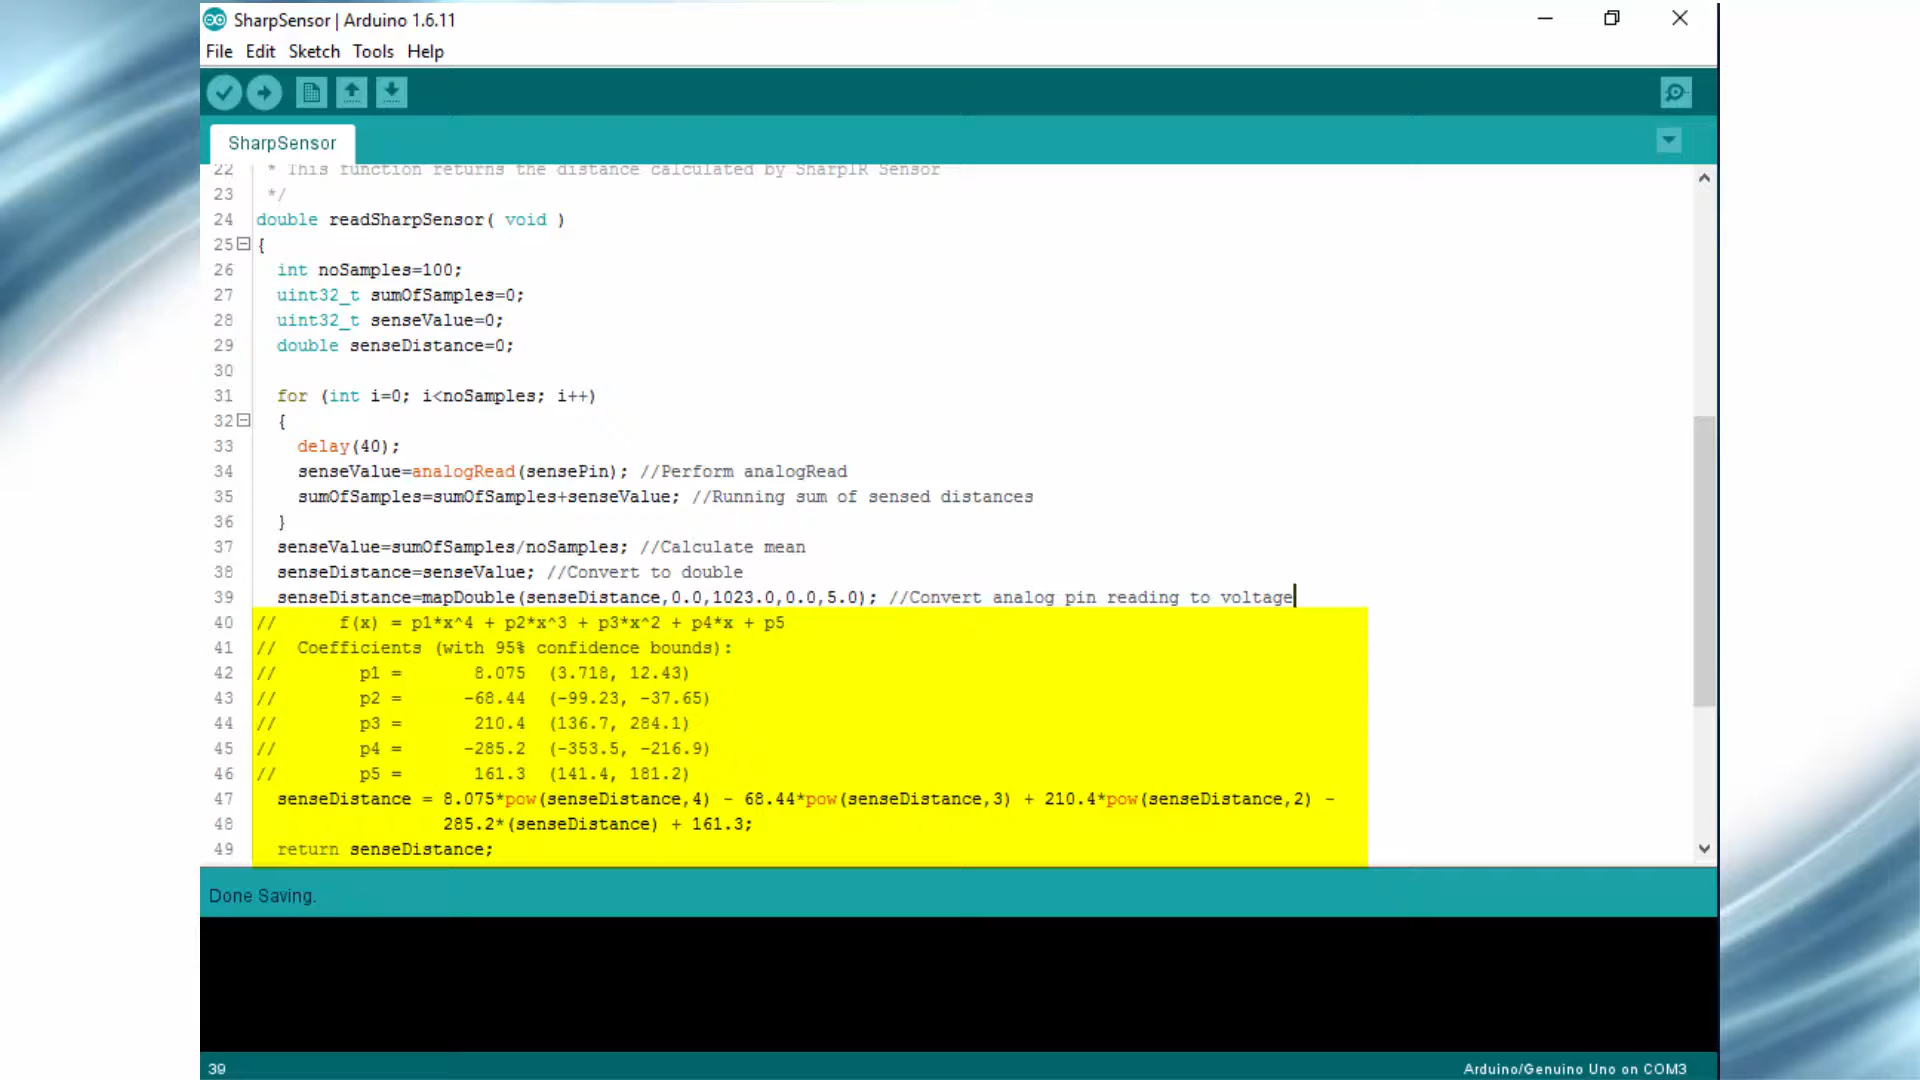 SharpSensor | Arduino 1.6.11
File Edit Sketch Tools Help
SharpSensor
22 * This function returns the distance calculated by SharpIR Sensor
23 */
24 double readSharpSensor( void )
25 {
26 int noSamples=100;
27 uint32_t sumOfSamples=0;
28 uint32_t senseValue=0;
29 double senseDistance=0;
30
31 for (int i=0; i<noSamples; i++)
32 {
33 delay(40);
34 senseValue=analogRead(sensePin); //Perform analogRead
35 sumOfSamples=sumOfSamples+senseValue; //Running sum of sensed distances
36 }
37 senseValue=sumOfSamples/noSamples; //Calculate mean
38 senseDistance=senseValue; //Convert to double
39 senseDistance=mapDouble(senseDistance,0.0,1023.0,0.0,5.0); //Convert analog pin reading to voltage
40 // f(x) = p1*x^4 + p2*x^3 + p3*x^2 + p4*x + p5
41 // Coefficients (with 95% confidence bounds):
42 // p1 = 8.075 (3.718, 12.43)
43 // p2 = -68.44 (-99.23, -37.65)
44 // p3 = 210.4 (136.7, 284.1)
45 // p4 = -285.2 (-353.5, -216.9)
46 // p5 = 161.3 (141.4, 181.2)
47 senseDistance = 8.075*pow(senseDistance,4) - 68.44*pow(senseDistance,3) + 210.4*pow(senseDistance,2) -
48 285.2*(senseDistance) + 161.3;
49 return senseDistance;
Done Saving.
39
Arduino/Genuino Uno on COM3